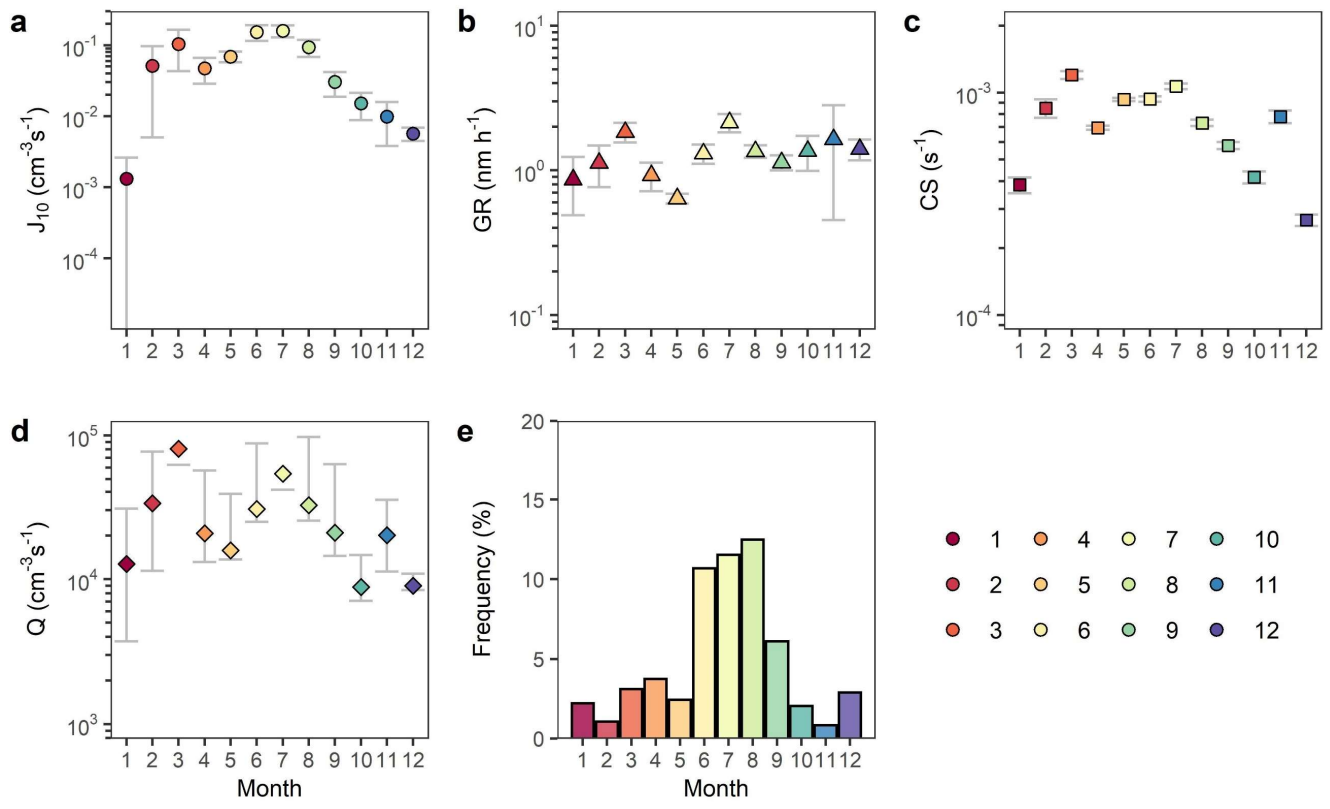 a
b
c
J10 (cm-3s-1)
10-1
10-2
10-3
10-4
1 2 3 4 5 6 7 8 9 10 11 12
GR (nm h-1)
101
100
10-1
1 2 3 4 5 6 7 8 9 10 11 12
CS (s-1)
10-3
10-4
1 2 3 4 5 6 7 8 9 10 11 12
d
e
Q (cm-3s-1)
105
104
103
1 2 3 4 5 6 7 8 9 10 11 12
Month
Frequency (%)
20
15
10
5
0
1 2 3 4 5 6 7 8 9 10 11 12
Month
1 4 7 10
2 5 8 11
3 6 9 12